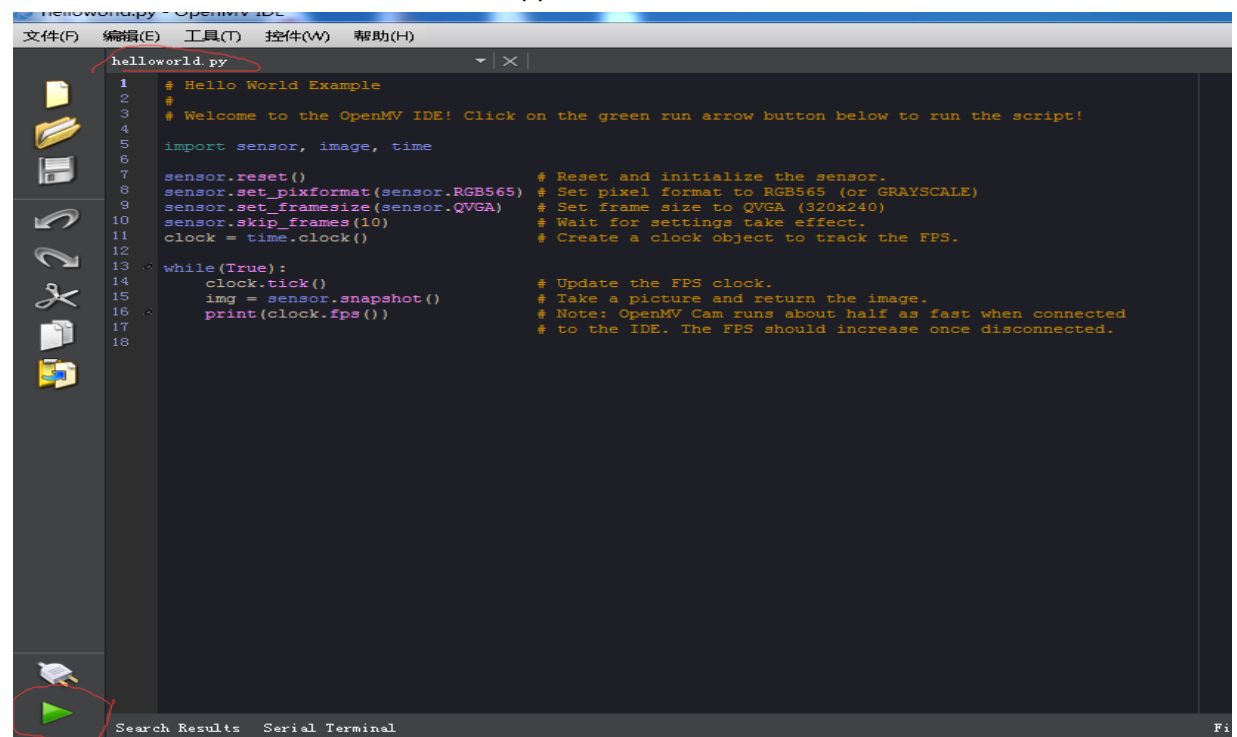 helloworld.py - OpenMV IDE
文件(F) 编辑(E) 工具(T) 控件(W) 帮助(H)
helloworld.py
1 # Hello World Example
2 #
3 # Welcome to the OpenMV IDE! Click on the green run arrow button below to run the script!
4
5 import sensor, image, time
6
7 sensor.reset() # Reset and initialize the sensor.
8 sensor.set_pixformat(sensor.RGB565) # Set pixel format to RGB565 (or GRAYSCALE)
9 sensor.set_framesize(sensor.QVGA) # Set frame size to QVGA (320x240)
10 sensor.skip_frames(10) # Wait for settings take effect.
11 clock = time.clock() # Create a clock object to track the FPS.
12
13 while(True):
14 clock.tick() # Update the FPS clock.
15 img = sensor.snapshot() # Take a picture and return the image.
16 print(clock.fps()) # Note: OpenMV Cam runs about half as fast when connected
17 # to the IDE. The FPS should increase once disconnected.
18
Search Results Serial Terminal Fi